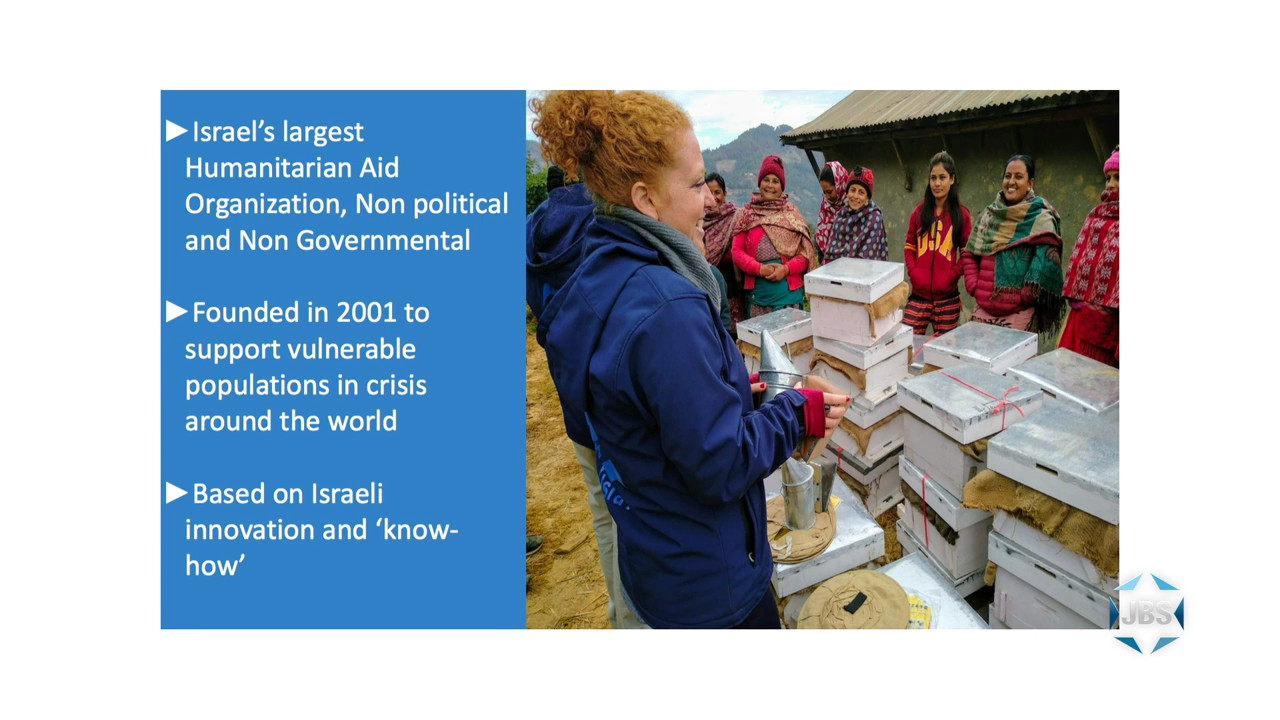 ►Israel’s largest
Humanitarian Aid
Organization, Non political
and Non Governmental
►Founded in 2001 to
support vulnerable
populations in crisis
around the world
►Based on Israeli
innovation and ‘know-
how’
USA
JBS